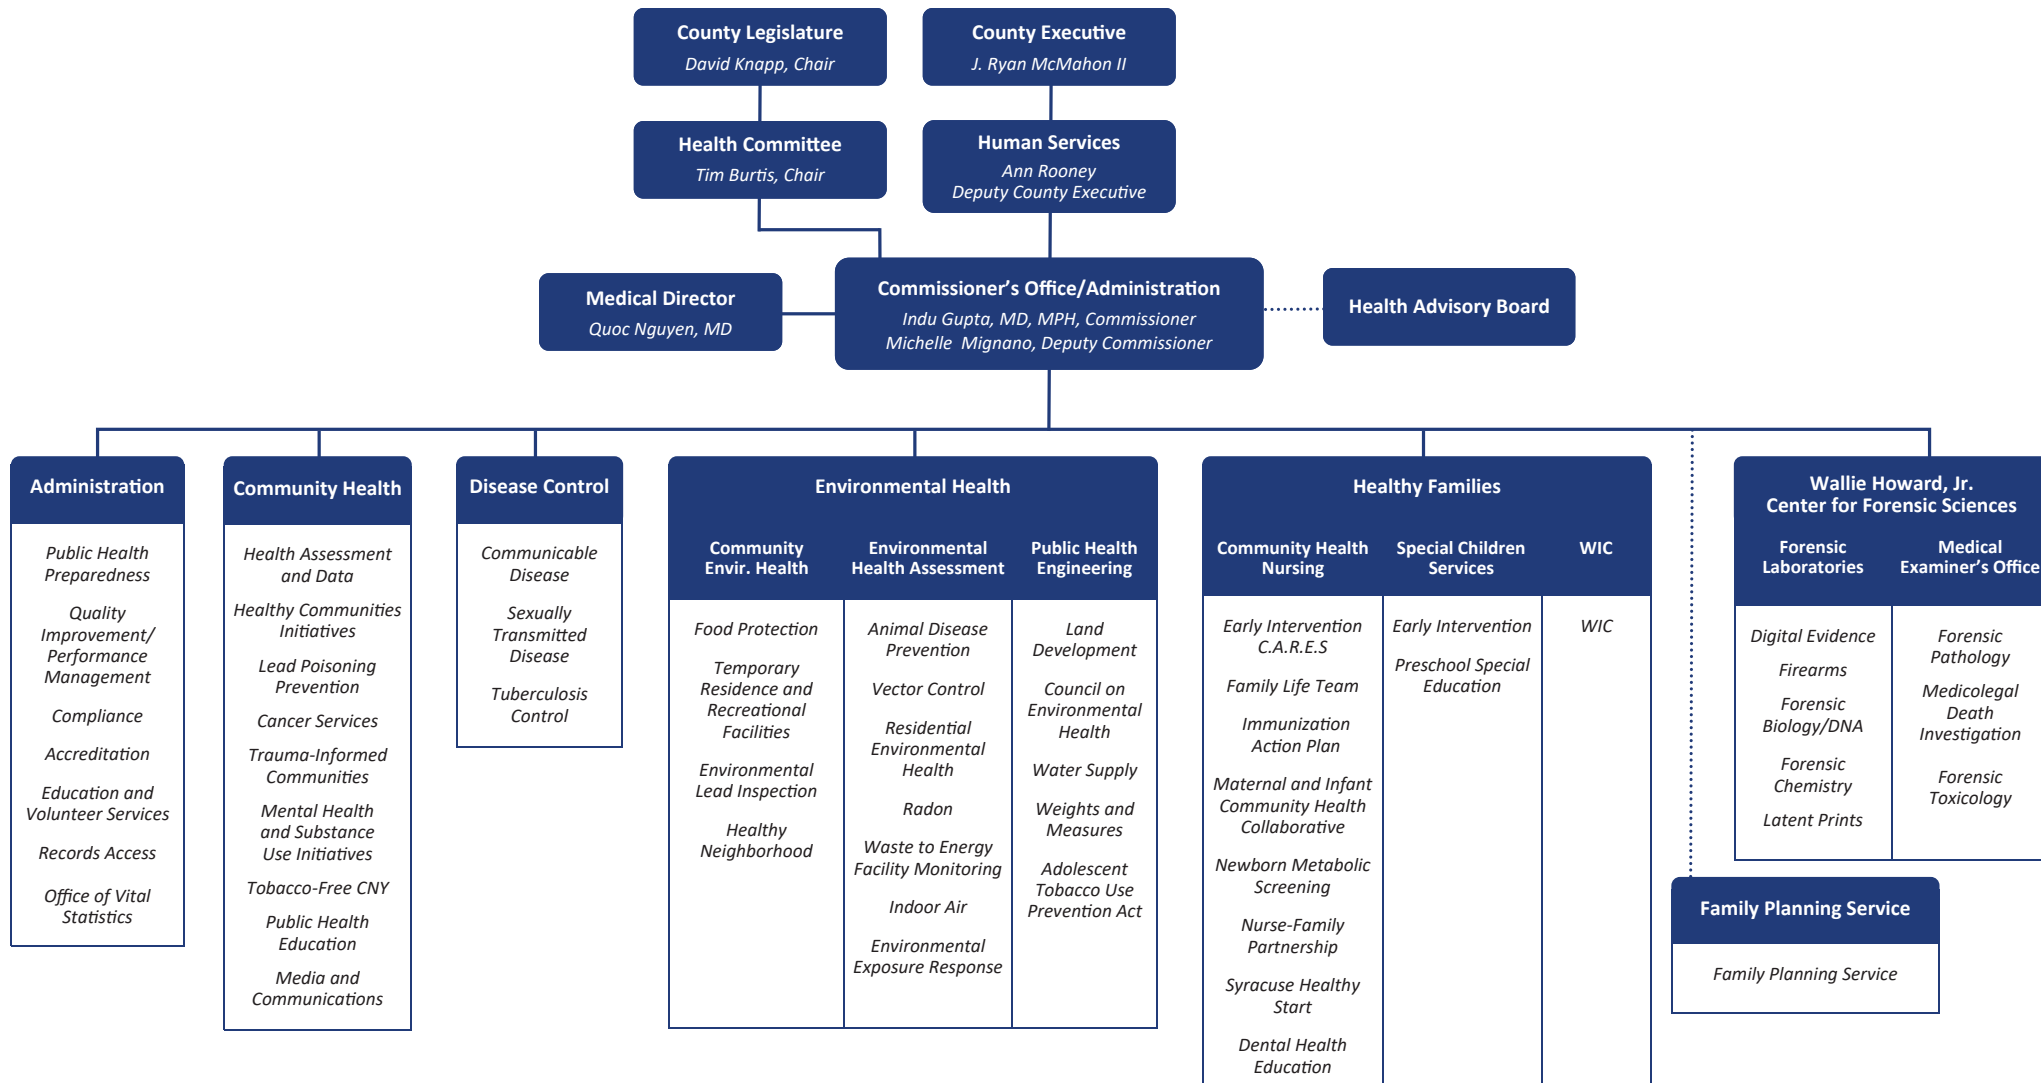 County Legislature
David Knapp, Chair
County Executive
J. Ryan McMahon II
Health Committee
Tim Burtis, Chair
Human Services
Ann Rooney
Deputy County Executive
Medical Director
Quoc Nguyen, MD
Commissioner's Office/Administration
Indu Gupta, MD, MPH, Commissioner
Michelle Mignano, Deputy Commissioner
Health Advisory Board
Administration
Public Health
Preparedness
Quality
Improvement/
Performance
Management
Compliance
Accreditation
Education and
Volunteer Services
Records Access
Office of Vital
Statistics
Community Health
Health Assessment
and Data
Healthy Communities
Initiatives
Lead Poisoning
Prevention
Cancer Services
Trauma-Informed
Communities
Mental Health
and Substance
Use Initiatives
Tobacco-Free CNY
Public Health
Education
Media and
Communications
Disease Control
Communicable
Disease
Sexually
Transmitted
Disease
Tuberculosis
Control
Environmental Health
Community
Envir. Health
Food Protection
Temporary
Residence and
Recreational
Facilities
Environmental
Lead Inspection
Healthy
Neighborhood
Environmental
Health Assessment
Animal Disease
Prevention
Vector Control
Residential
Environmental
Health
Radon
Waste to Energy
Facility Monitoring
Indoor Air
Environmental
Exposure Response
Public Health
Engineering
Land
Development
Council on
Environmental
Health
Water Supply
Weights and
Measures
Adolescent
Tobacco Use
Prevention Act
Healthy Families
Community Health
Nursing
Early Intervention
C.A.R.E.S
Family Life Team
Immunization
Action Plan
Maternal and Infant
Community Health
Collaborative
Newborn Metabolic
Screening
Nurse-Family
Partnership
Syracuse Healthy
Start
Dental Health
Education
Special Children
Services
Early Intervention
Preschool Special
Education
WIC
WIC
Wallie Howard, Jr.
Center for Forensic Sciences
Forensic
Laboratories
Digital Evidence
Firearms
Forensic
Biology/DNA
Forensic
Chemistry
Latent Prints
Medical
Examiner's Office
Forensic
Pathology
Medicolegal
Death
Investigation
Forensic
Toxicology
Family Planning Service
Family Planning Service